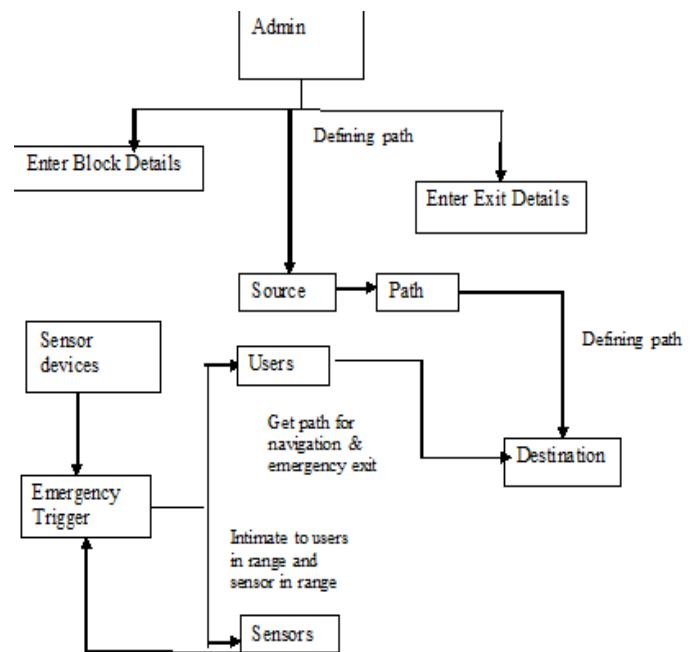 Admin
Defining path
Enter Block Details
Enter Exit Details
Source
Path
Sensor
devices
Users
Defining path
Get path for
navigation &
emergency exit
Destination
Emergency
Trigger
Intimate to users
in range and
sensor in range
Sensors